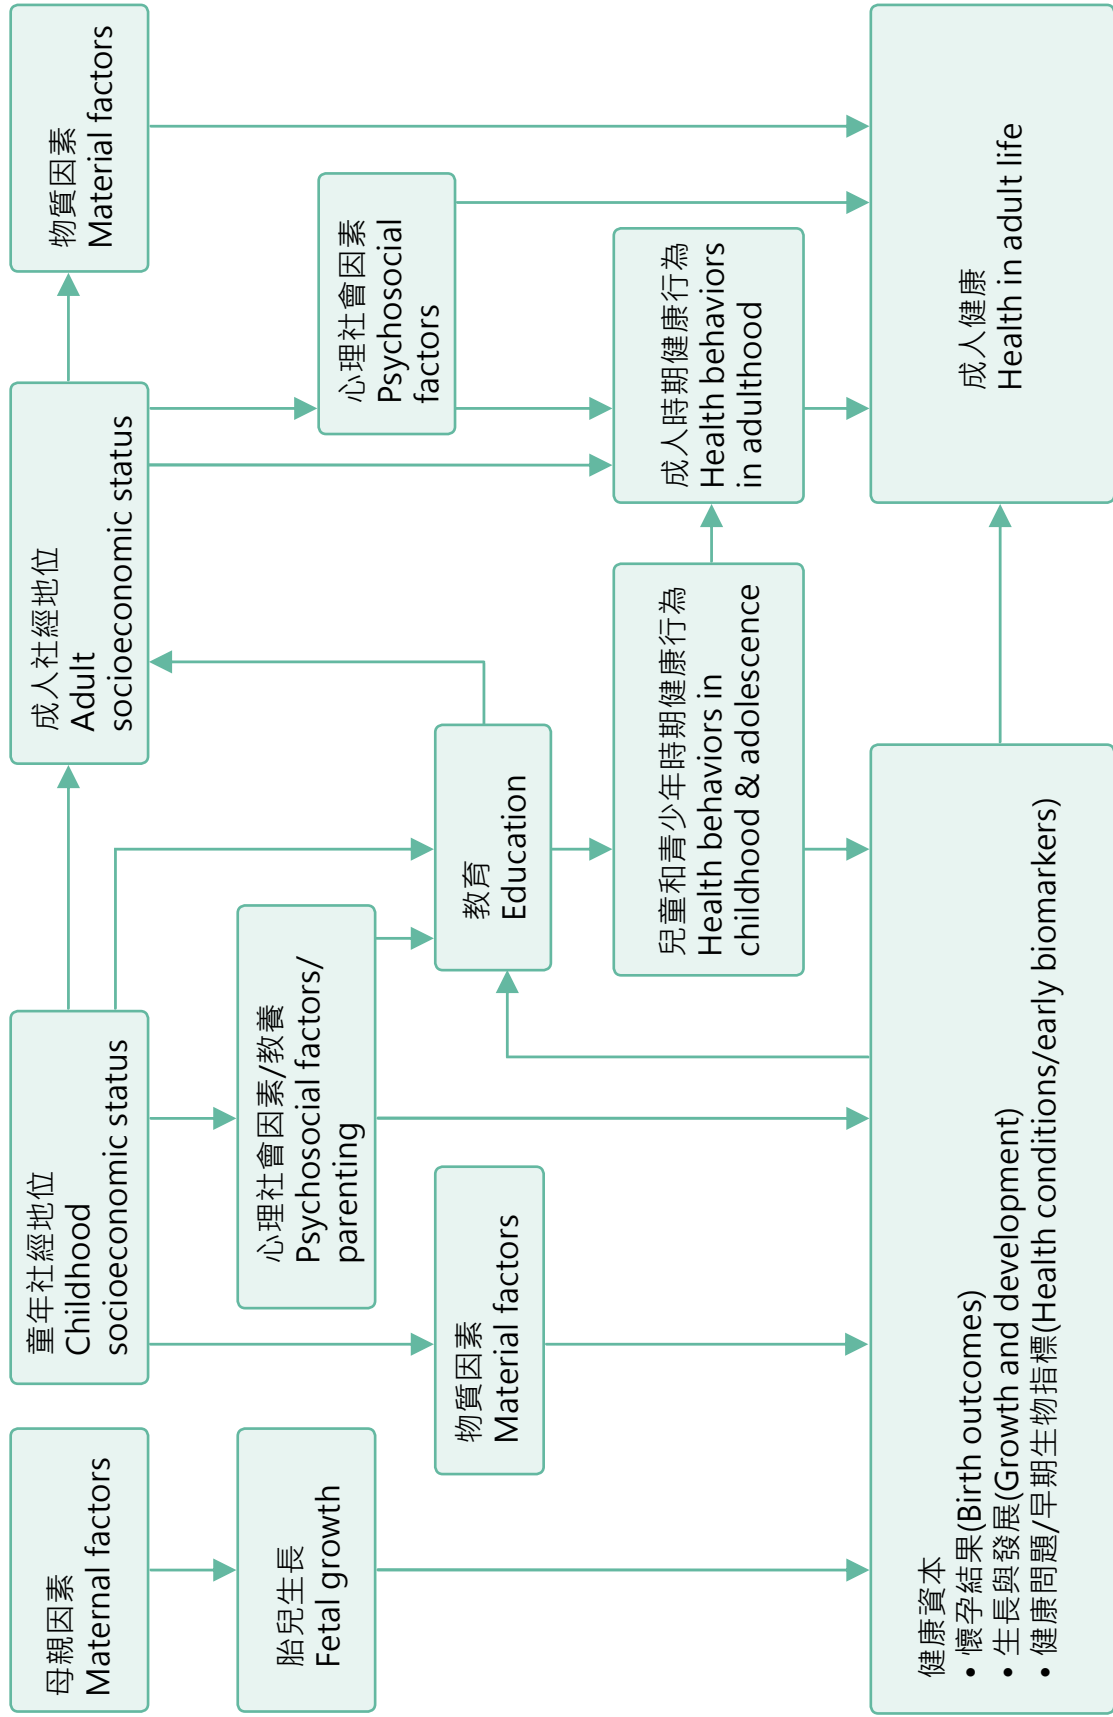 母親因素
Maternal factors
童年社經地位
Childhood
socioeconomic status
成人社經地位
Adult
socioeconomic status
物質因素
Material factors
胎兒生長
Fetal growth
心理社會因素/教養
Psychosocial factors/
parenting
心理社會因素
Psychosocial
factors
物質因素
Material factors
教育
Education
兒童和青少年時期健康行為
Health behaviors in
childhood & adolescence
成人時期健康行為
Health behaviors
in adulthood
健康資本
• 懷孕結果(Birth outcomes)
• 生長與發展(Growth and development)
• 健康問題/早期生物指標(Health conditions/early biomarkers)
成人健康
Health in adult life